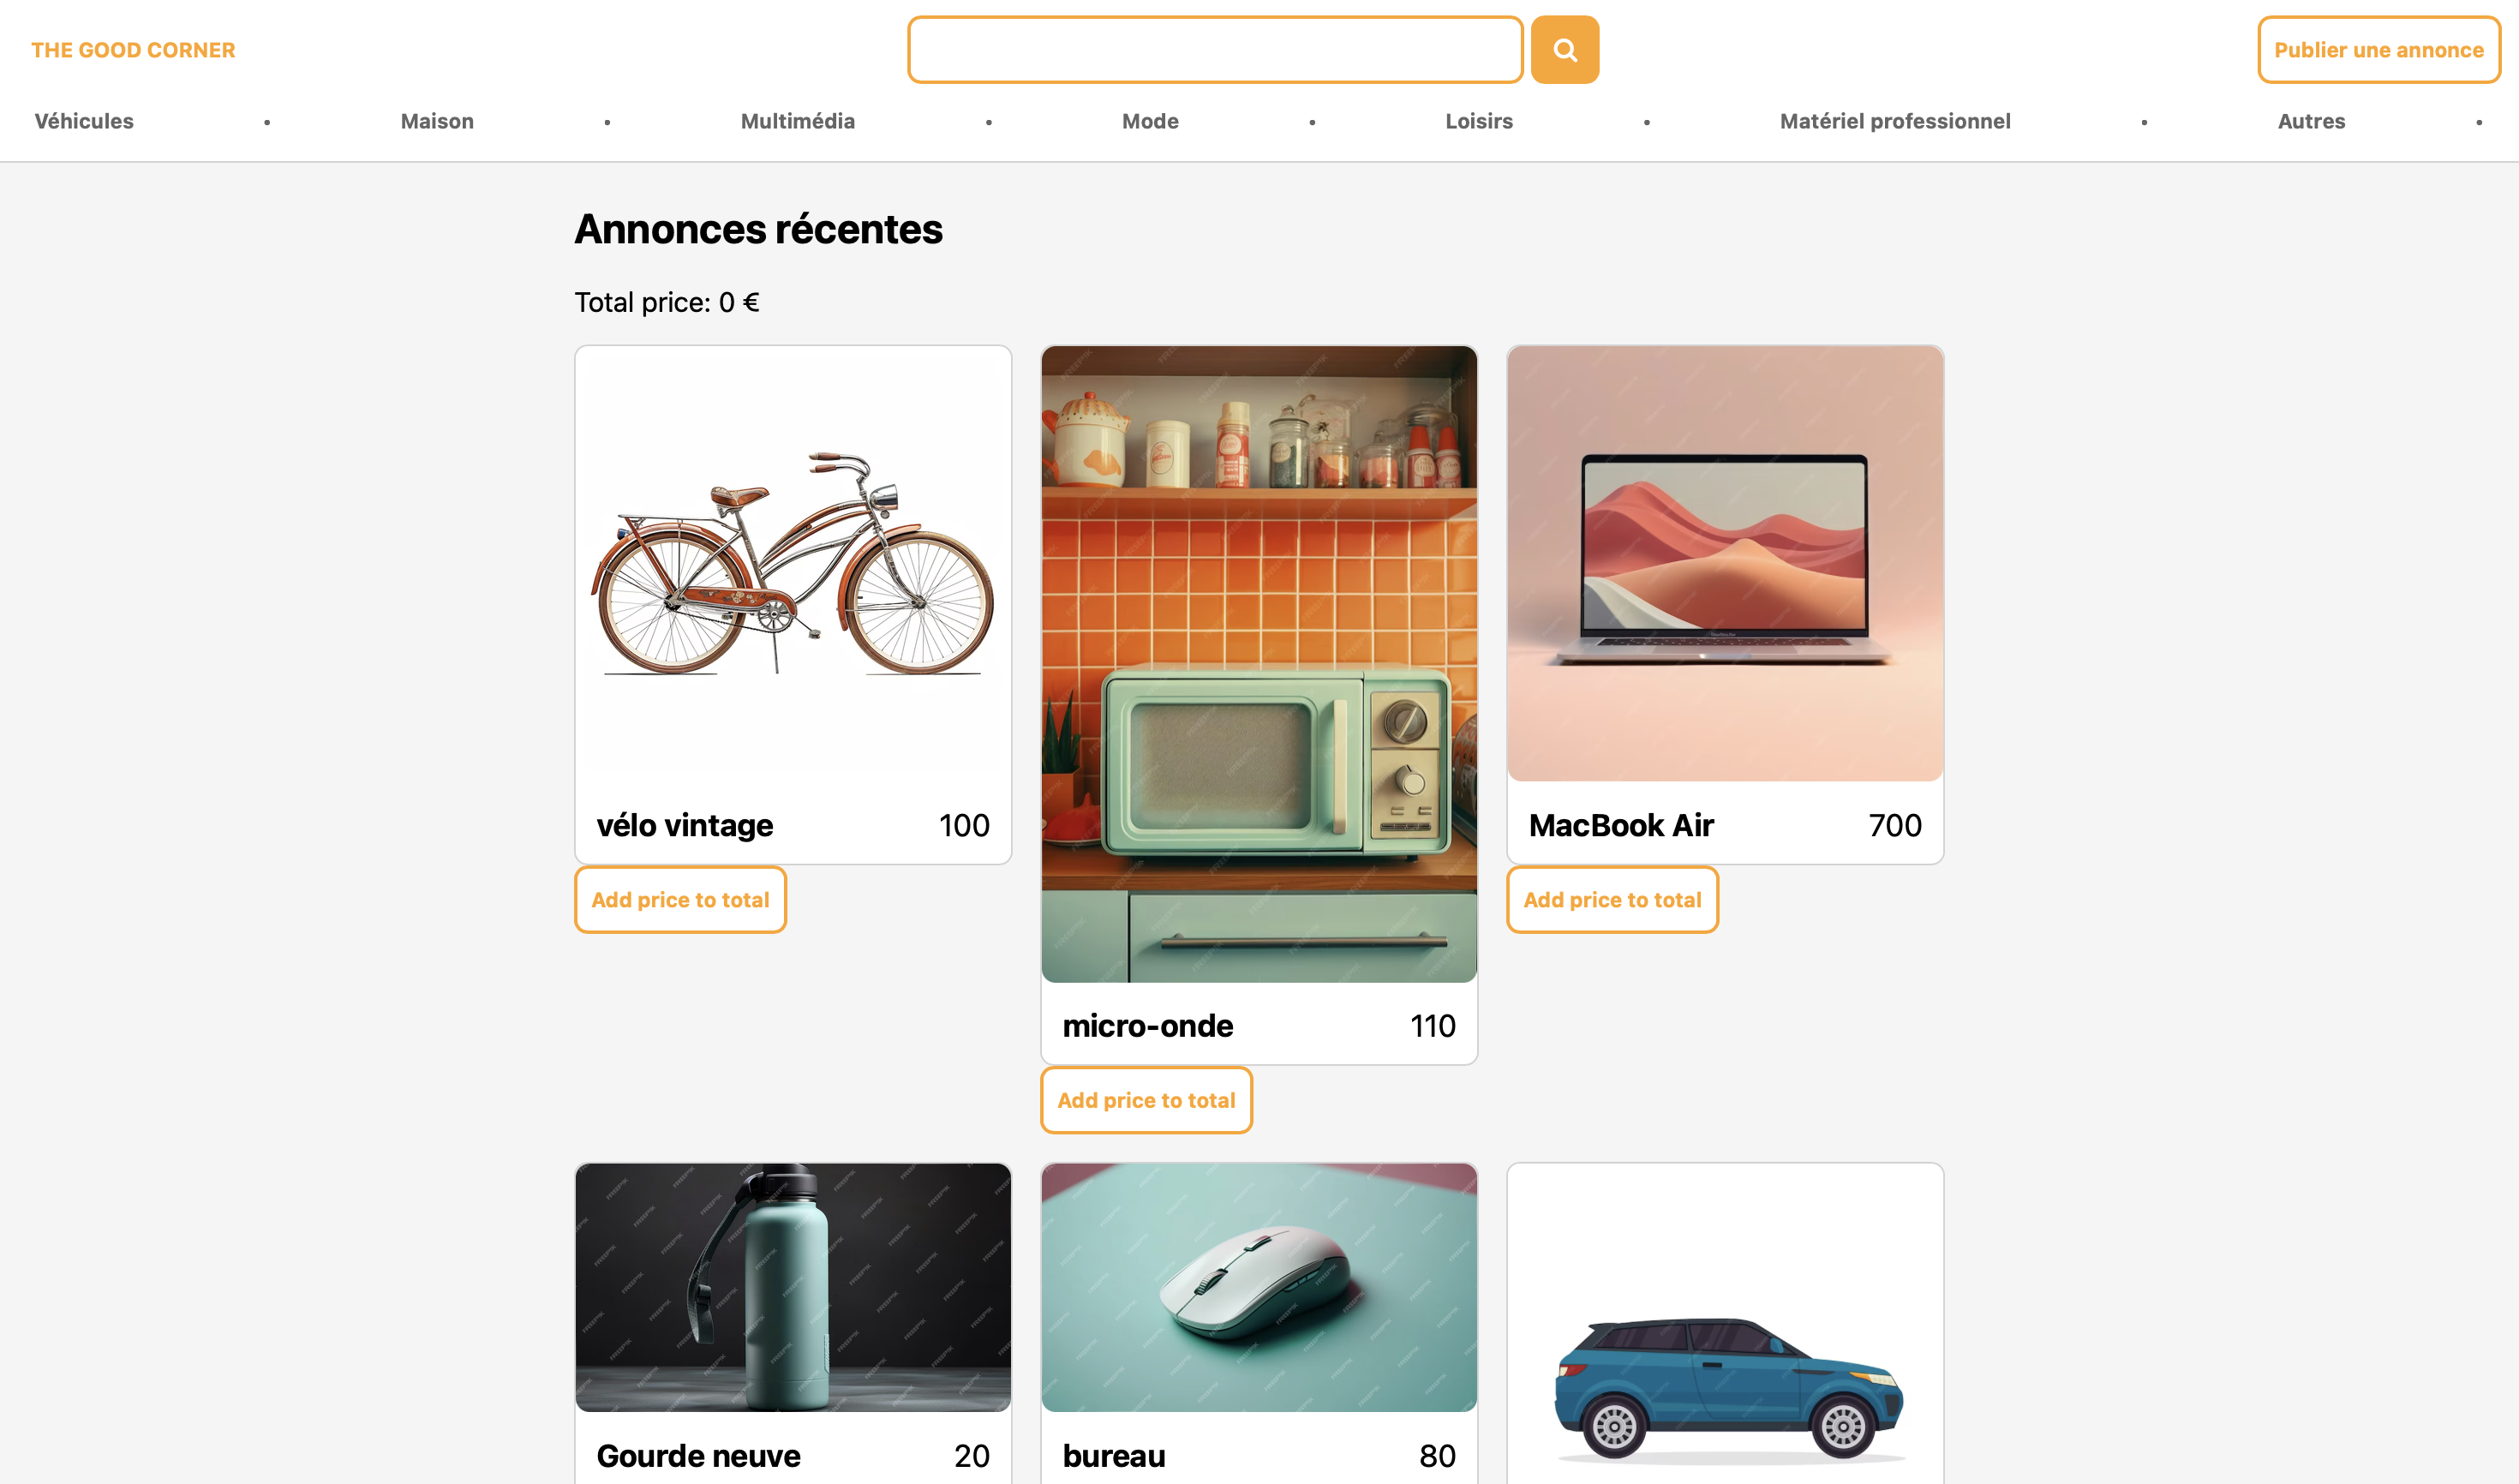 THE GOOD CORNER
Publier une annonce
Véhicules • Maison • Multimédia • Mode • Loisirs • Matériel professionnel • Autres •
Annonces récentes
Total price: 0 €
vélo vintage 100
Add price to total
micro-onde 110
Add price to total
MacBook Air 700
Add price to total
Gourde neuve 20
bureau 80